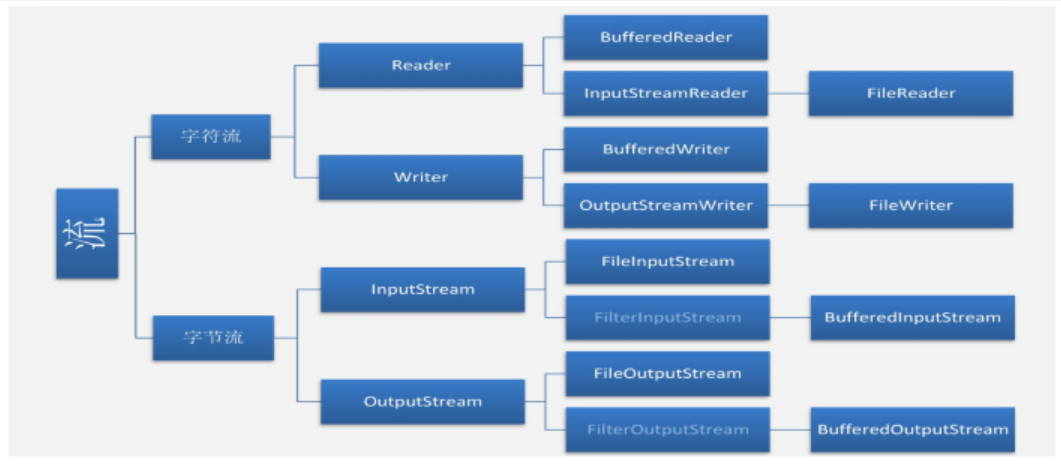 流
字符流
Reader
BufferedReader
InputStreamReader
FileReader
Writer
BufferedWriter
OutputStreamWriter
FileWriter
字节流
InputStream
FileInputStream
FilterInputStream
BufferedInputStream
OutputStream
FileOutputStream
FilterOutputStream
BufferedOutputStream